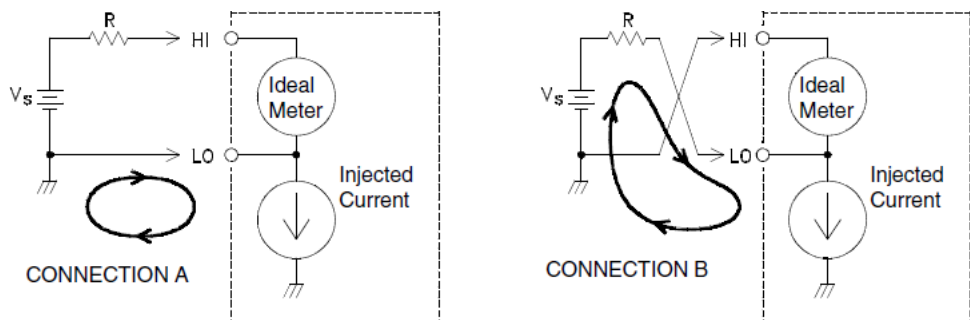 R
HI
Ideal
Meter
Vs
LO
Injected
Current
CONNECTION A
R
HI
Ideal
Meter
Vs
LO
Injected
Current
CONNECTION B